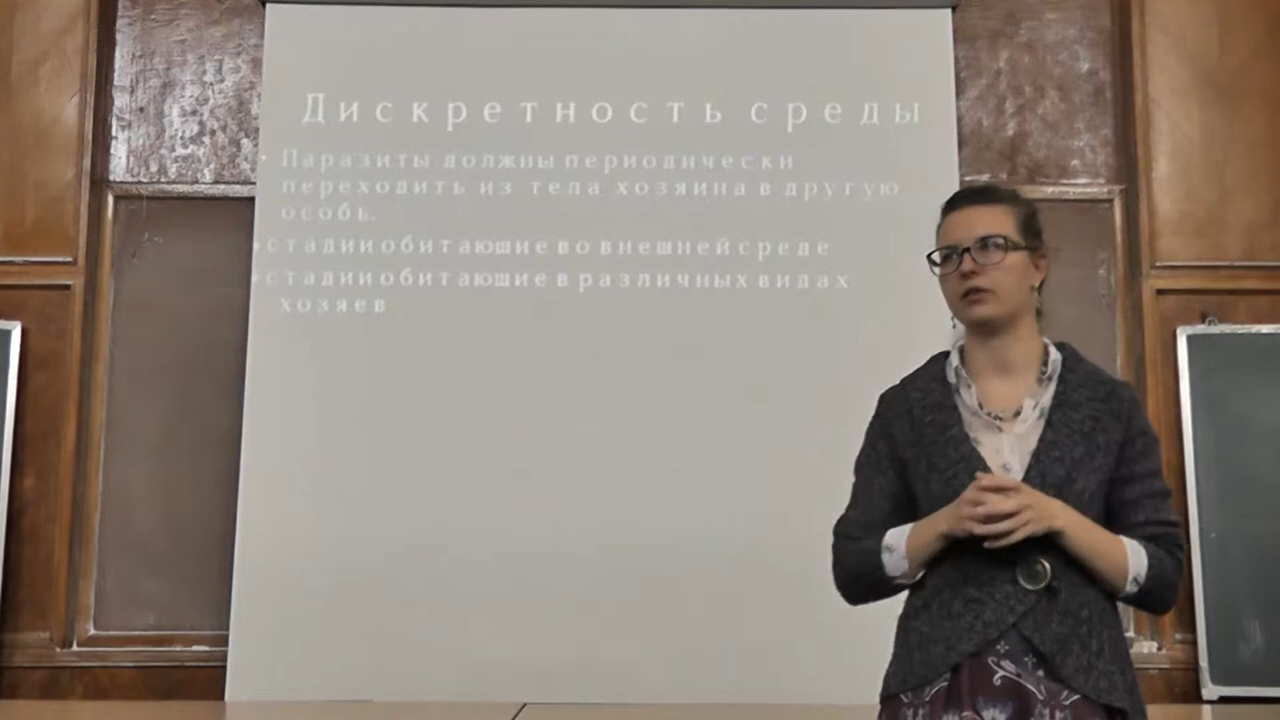 Дискретность среды
• Паразиты должны периодически
переходить из тела хозяина в другую
особь.
• стадии обитающие во внешней среде
• стадии обитающие в различных видах
хозяев